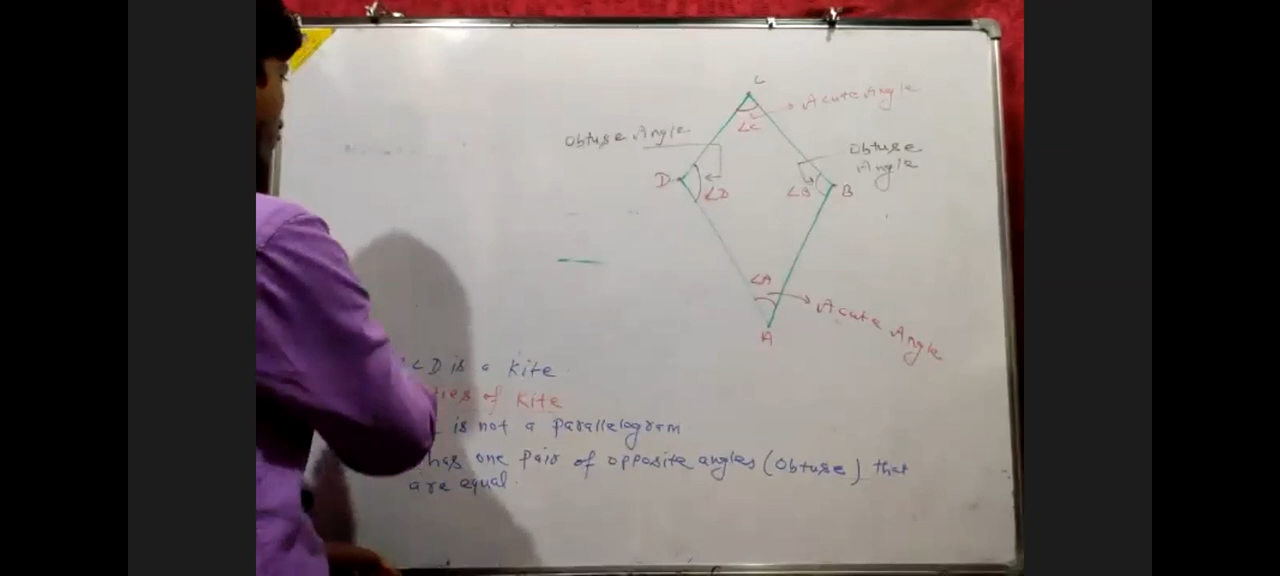 C
Acute Angle
∠C
Obtuse Angle
Obtuse
Angle
D
∠D
∠B
B
∠A
Acute Angle
A
CD is a kite
of kite
is not a parallelogram
has one pair of opposite angles (obtuse) that
are equal.